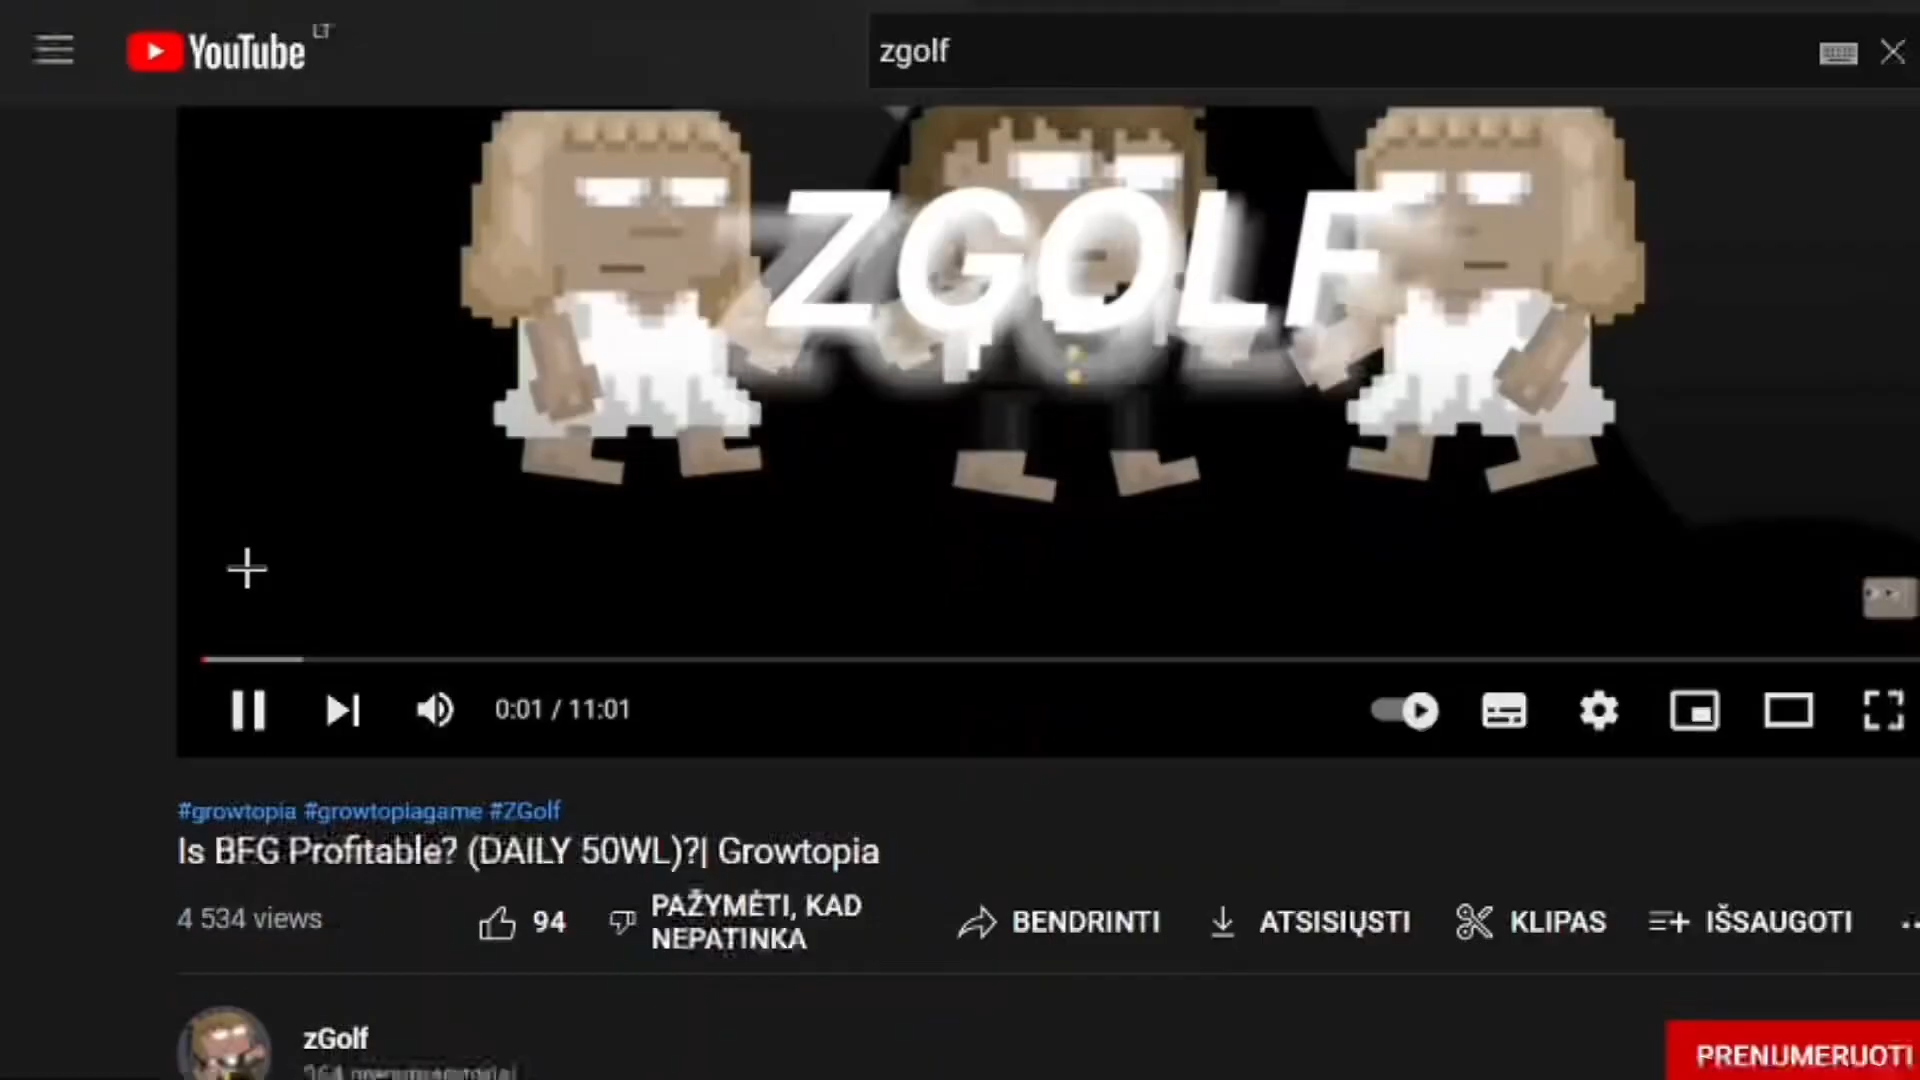 YouTube LT
zgolf
ZGOLF
0:01 / 11:01
#growtopia #growtopiagame #ZGolf
Is BFG Profitable? (DAILY 50WL)?| Growtopia
4 534 views
94
PAŽYMĖTI, KAD
NEPATINKA
BENDRINTI
ATSISIŲSTI
KLIPAS
IŠSAUGOTI
zGolf
PRENUMERUOTI